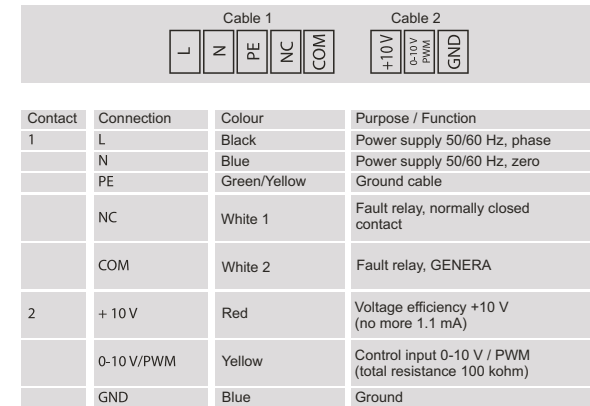 Cable 1 Cable 2
L N PE NC COM +10 V 0-10 V PWM GND
Contact Connection Colour Purpose / Function
1 L Black Power supply 50/60 Hz, phase
N Blue Power supply 50/60 Hz, zero
PE Green/Yellow Ground cable
NC White 1 Fault relay, normally closed
contact
COM White 2 Fault relay, GENERA
2 + 10 V Red Voltage efficiency +10 V
(no more 1.1 mA)
0-10 V/PWM Yellow Control input 0-10 V / PWM
(total resistance 100 kohm)
GND Blue Ground